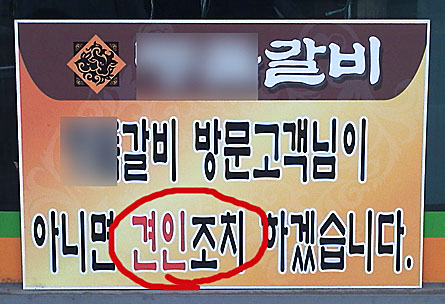 갈비
갈비 방문고객님이
아니면 견인조치 하겠습니다.